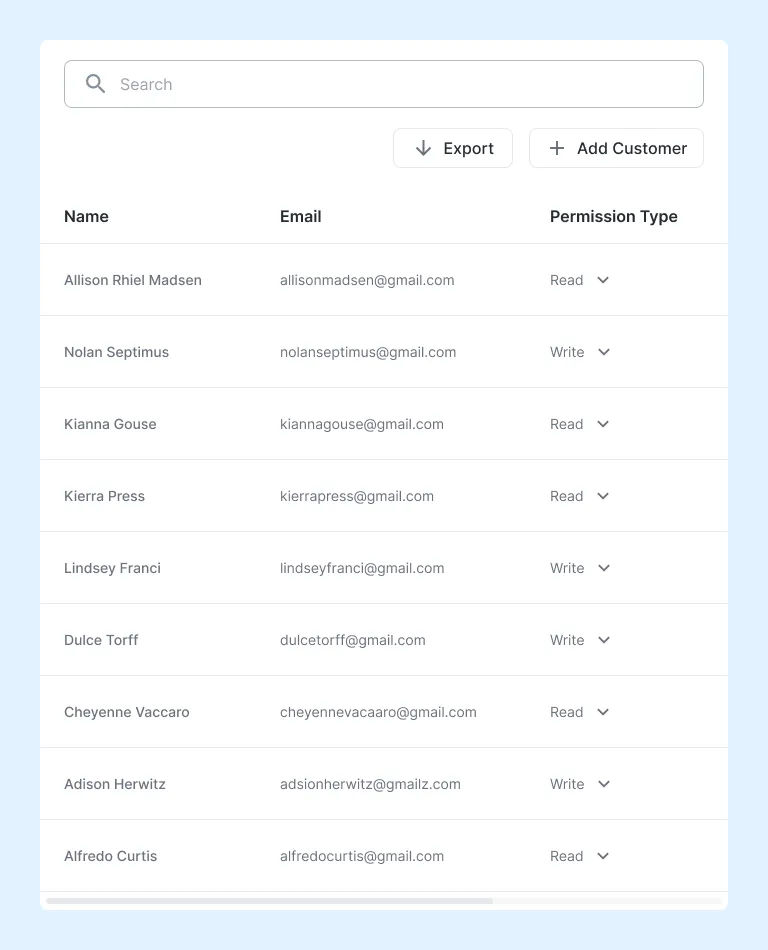 Search
Export
Add Customer
Name Email Permission Type
Allison Rhiel Madsen allisonmadsen@gmail.com Read
Nolan Septimus nolanseptimus@gmail.com Write
Kianna Gouse kiannagouse@gmail.com Read
Kierra Press kierrapress@gmail.com Read
Lindsey Franci lindseyfranci@gmail.com Write
Dulce Torff dulcetorff@gmail.com Write
Cheyenne Vaccaro cheyennevacaaro@gmail.com Read
Adison Herwitz adsionherwitz@gmailz.com Write
Alfredo Curtis alfredocurtis@gmail.com Read